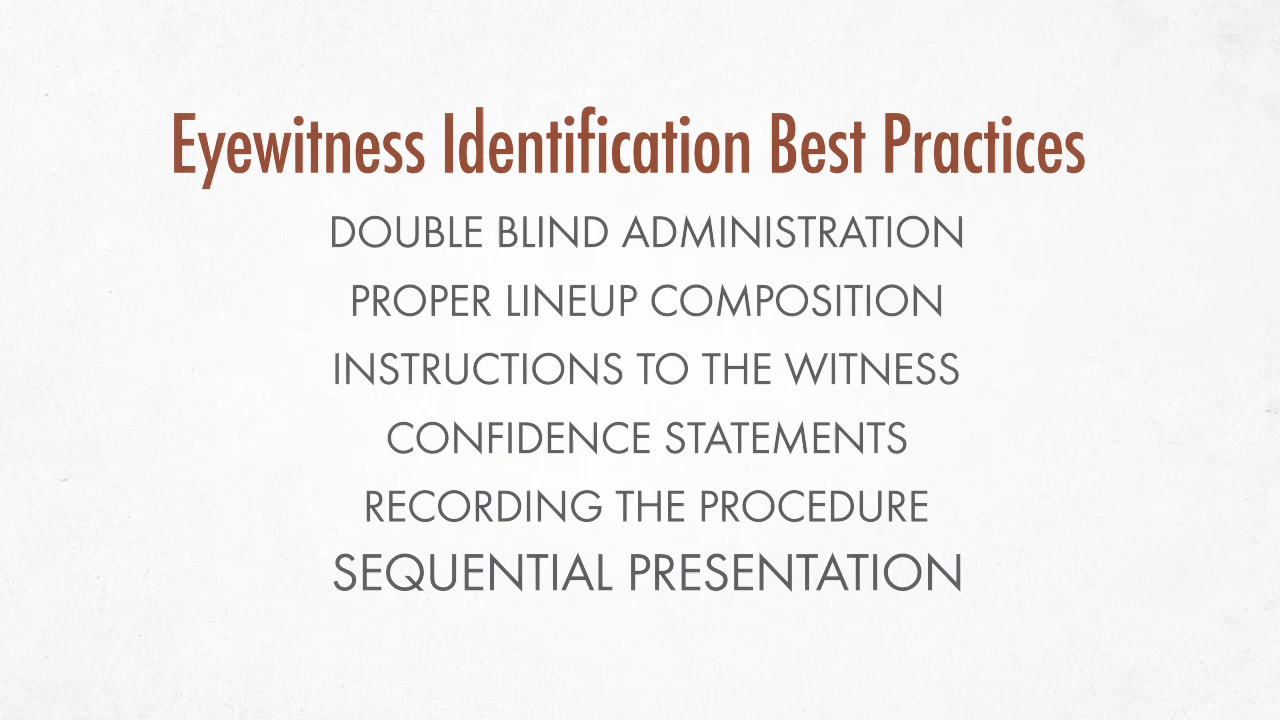 Eyewitness Identification Best Practices
DOUBLE BLIND ADMINISTRATION
PROPER LINEUP COMPOSITION
INSTRUCTIONS TO THE WITNESS
CONFIDENCE STATEMENTS
RECORDING THE PROCEDURE
SEQUENTIAL PRESENTATION